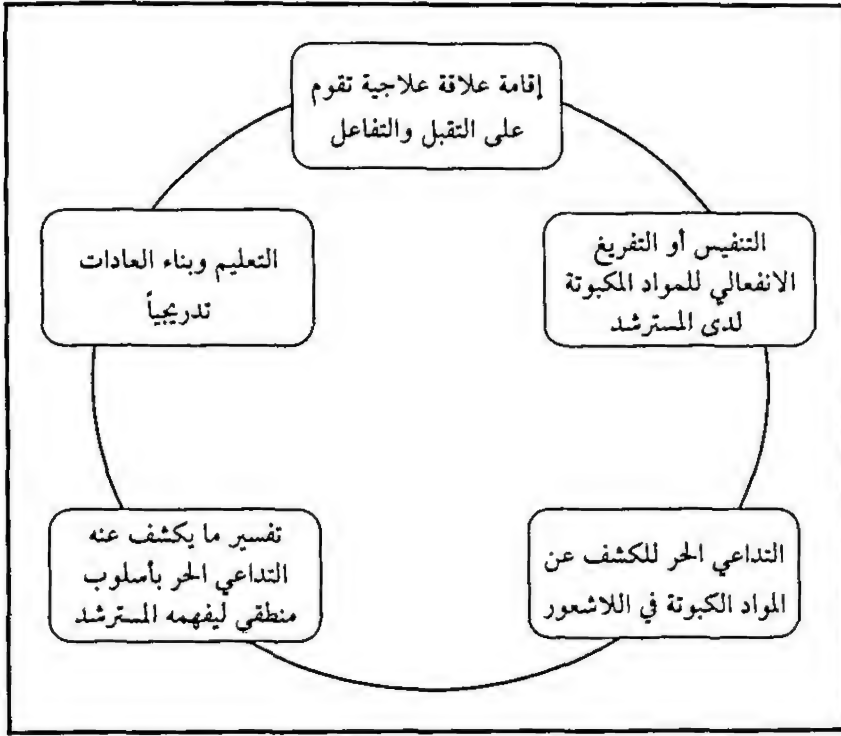 إقامة علاقة علاجية تقوم
على التقبل والتفاعل
التنفيس أو التفريغ
الانفعالي للمواد المكبوتة
لدى المسترشد
التداعي الحر للكشف عن
المواد الكبوتة في اللاشعور
تفسير ما يكشف عنه
التداعي الحر بأسلوب
منطقي ليفهمه المسترشد
التعليم وبناء العادات
تدريجياً